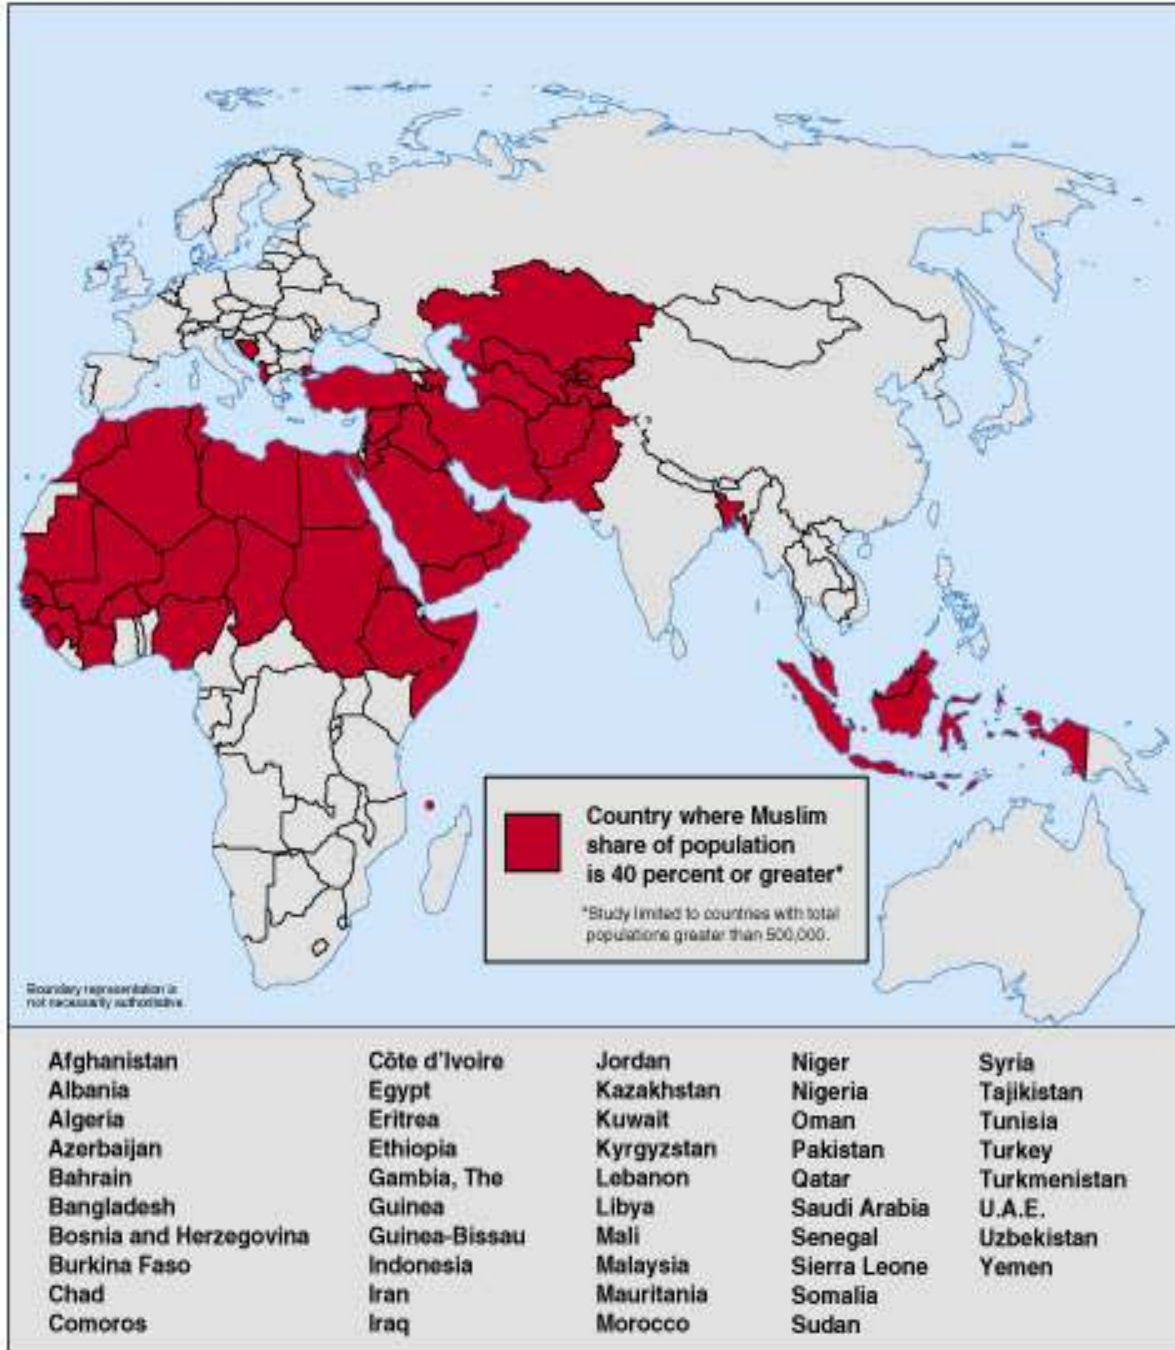 Country where Muslim
share of population
is 40 percent or greater*
*Study limited to countries with total
populations greater than 500,000.
Boundary representation is
not necessarily authoritative.
Afghanistan
Albania
Algeria
Azerbaijan
Bahrain
Bangladesh
Bosnia and Herzegovina
Burkina Faso
Chad
Comoros
Côte d'Ivoire
Egypt
Eritrea
Ethiopia
Gambia, The
Guinea
Guinea-Bissau
Indonesia
Iran
Iraq
Jordan
Kazakhstan
Kuwait
Kyrgyzstan
Lebanon
Libya
Mali
Malaysia
Mauritania
Morocco
Niger
Nigeria
Oman
Pakistan
Qatar
Saudi Arabia
Senegal
Sierra Leone
Somalia
Sudan
Syria
Tajikistan
Tunisia
Turkey
Turkmenistan
U.A.E.
Uzbekistan
Yemen